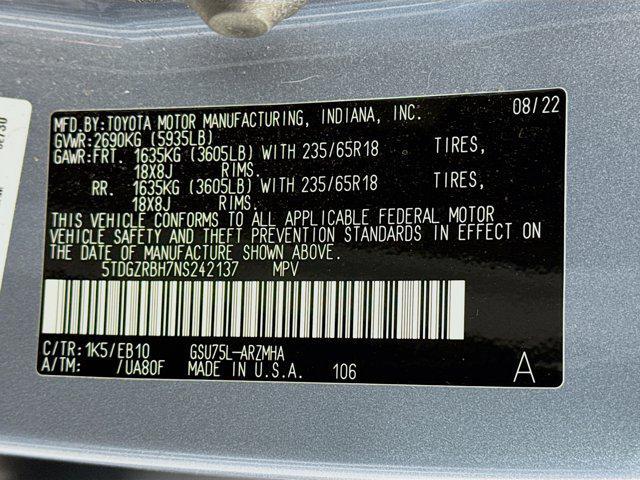 MFD.BY:TOYOTA MOTOR MANUFACTURING, INDIANA, INC. 08/22
GVWR:2690KG (5935LB)
GAWR:FRT. 1635KG (3605LB) WITH 235/65R18 TIRES,
18X8J RIMS.
RR. 1635KG (3605LB) WITH 235/65R18 TIRES,
18X8J RIMS.
THIS VEHICLE CONFORMS TO ALL APPLICABLE FEDERAL MOTOR
VEHICLE SAFETY AND THEFT PREVENTION STANDARDS IN EFFECT ON
THE DATE OF MANUFACTURE SHOWN ABOVE.
5TDGZRBH7NS242137 MPV
C/TR:1K5/EB10 GSU75L-ARZMHA
A/TM: /UA80F MADE IN U.S.A. 106 A